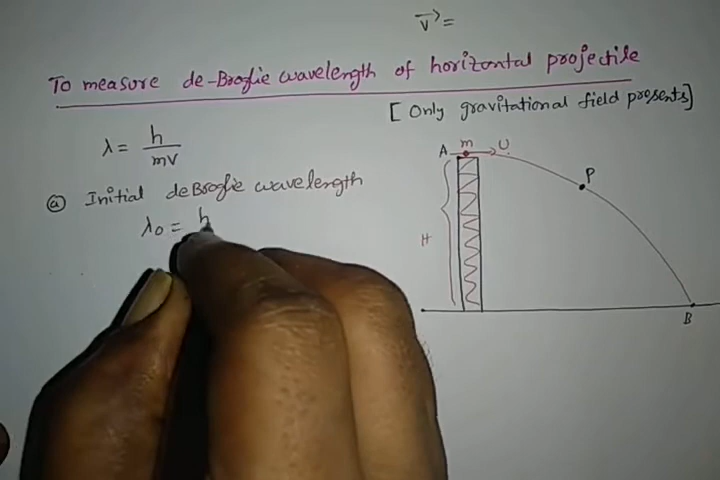 v⃗ =
To measure de-Broglie wavelength of horizontal projectile
[ Only gravitational field presents]
λ = h / mv
A m U
P
ⓐ Initial deBroglie wavelength
λ₀ = h
H
B